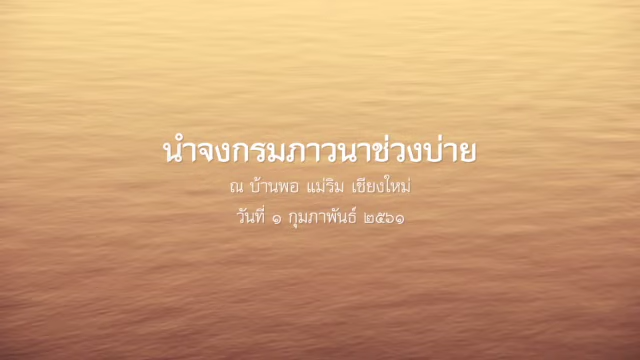 นำจงกรมภาวนาช่วงบ่าย
ณ บ้านพอ แม่ริม เชียงใหม่
วันที่ ๑ กุมภาพันธ์ ๒๕๖๑